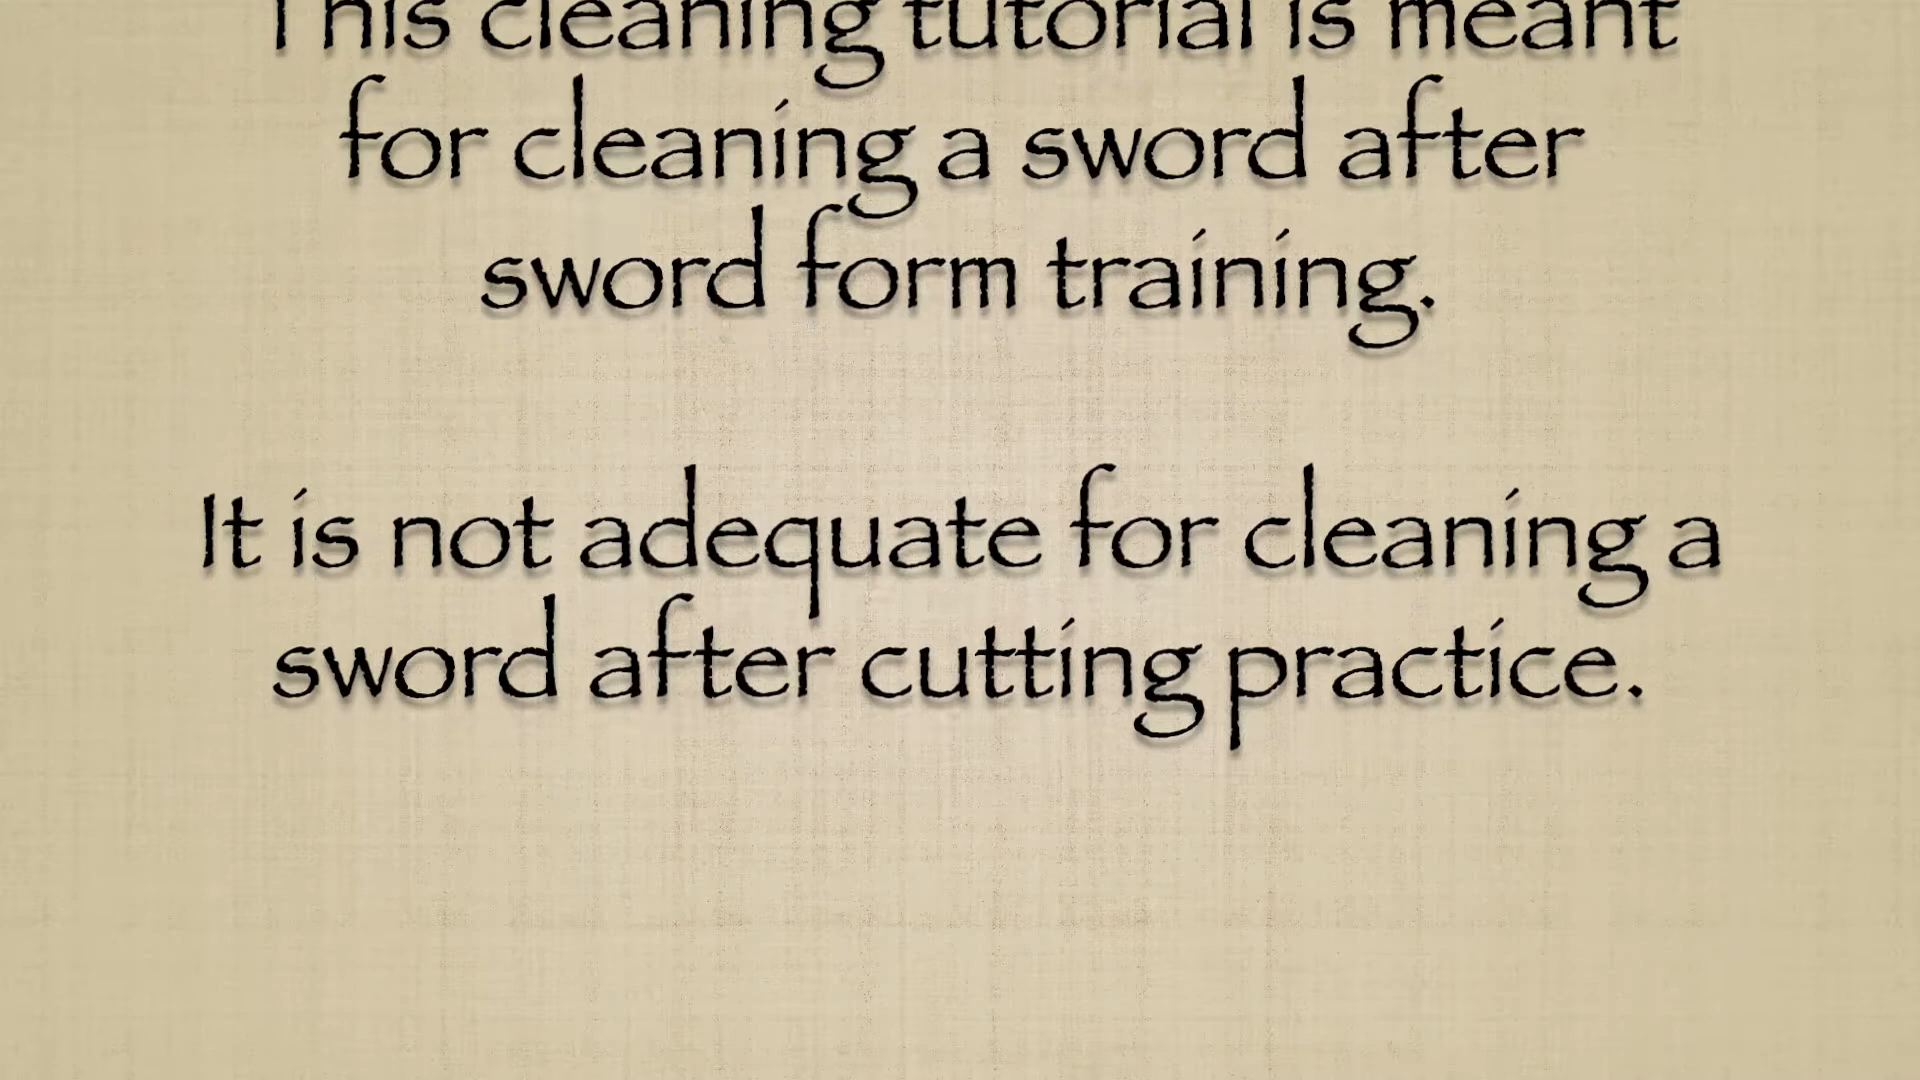 This cleaning tutorial is meant
for cleaning a sword after
sword form training.
It is not adequate for cleaning a
sword after cutting practice.